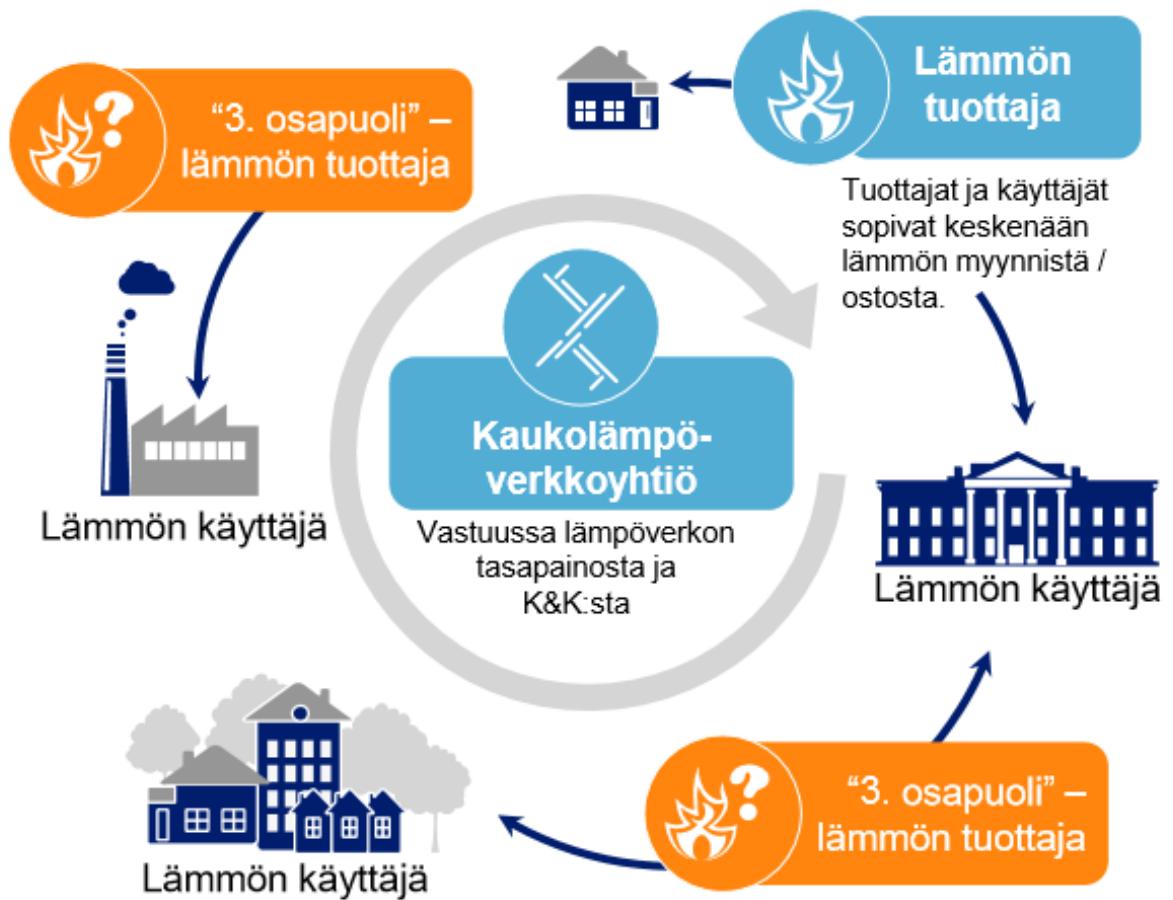 “3. osapuoli” –
lämmön tuottaja
Lämmön
tuottaja
Tuottajat ja käyttäjät
sopivat keskenään
lämmön myynnistä /
ostosta.
Kaukolämpö-
verkkoyhtiö
Vastuussa lämpöverkon
tasapainosta ja
K&K:sta
Lämmön käyttäjä
Lämmön käyttäjä
Lämmön käyttäjä
“3. osapuoli” –
lämmön tuottaja